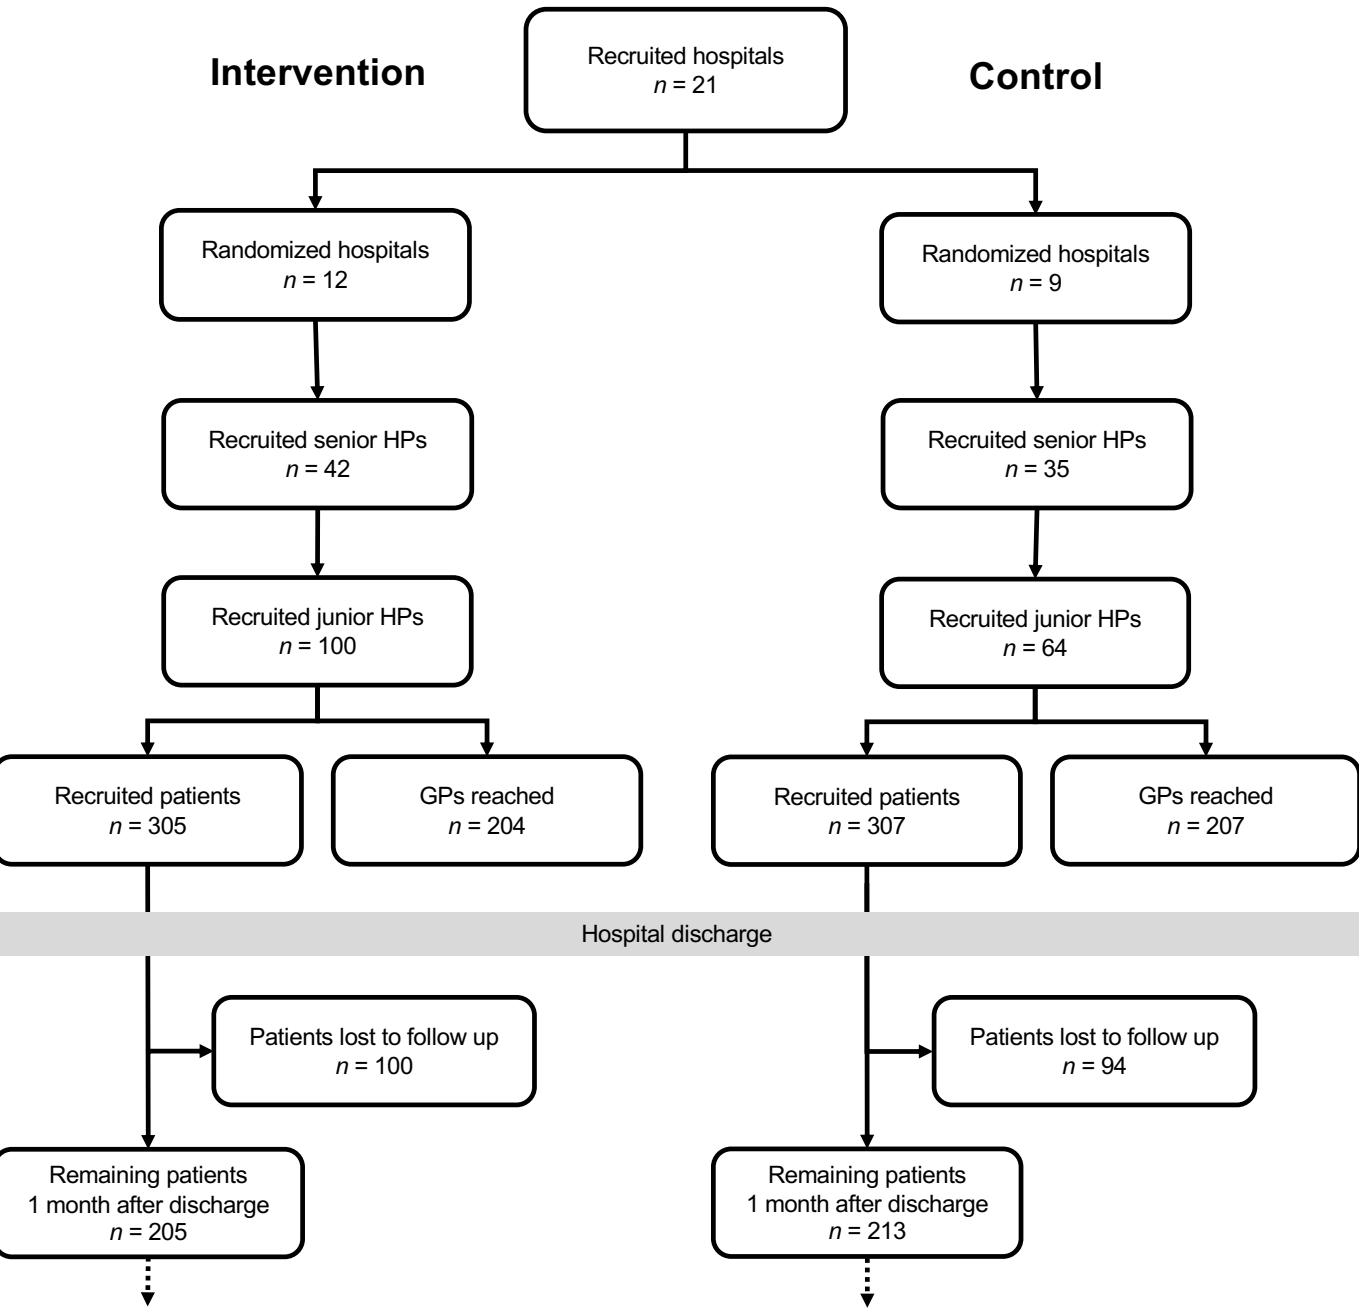 Intervention
Recruited hospitals
n = 21
Control
Randomized hospitals
n = 12
Randomized hospitals
n = 9
Recruited senior HPs
n = 42
Recruited senior HPs
n = 35
Recruited junior HPs
n = 100
Recruited junior HPs
n = 64
Recruited patients
n = 305
GPs reached
n = 204
Recruited patients
n = 307
GPs reached
n = 207
Hospital discharge
Patients lost to follow up
n = 100
Patients lost to follow up
n = 94
Remaining patients
1 month after discharge
n = 205
Remaining patients
1 month after discharge
n = 213